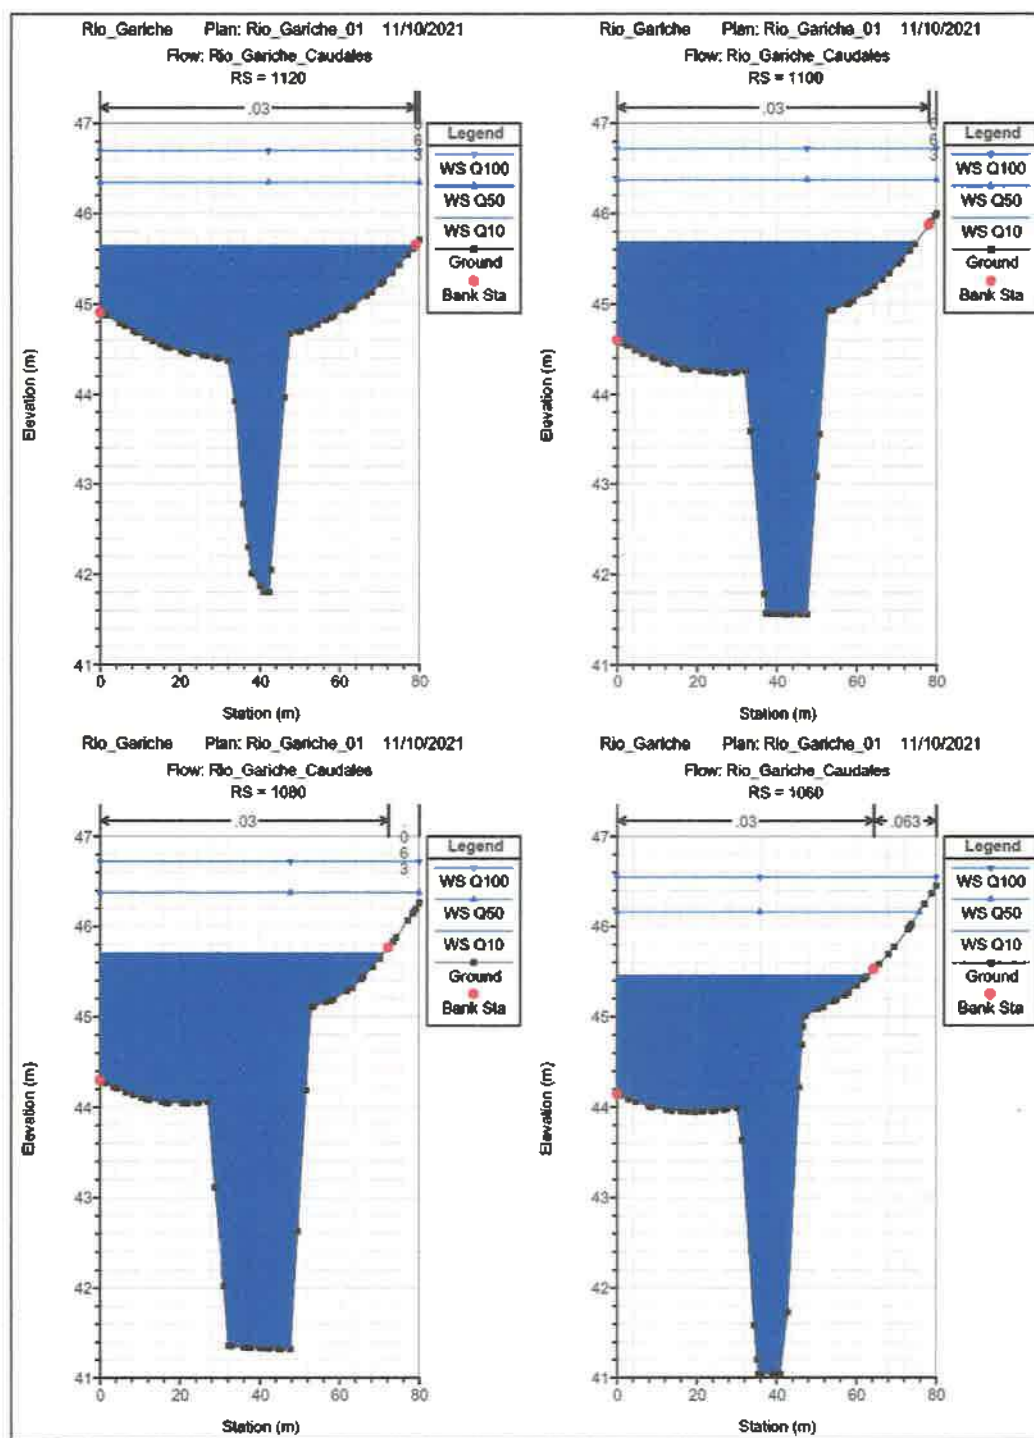 Rio_Gariche Plan: Rio_Gariche_01 11/10/2021
Flow: Rio_Gariche_Caudales
RS = 1120
.03
.063
47
46
45
44
43
42
41
0 20 40 60 80
Elevation (m)
Station (m)
Legend
WS Q100
WS Q50
WS Q10
Ground
Bank Sta
Rio_Gariche Plan: Rio_Gariche_01 11/10/2021
Flow: Rio_Gariche_Caudales
RS = 1100
.03
47
46
45
44
43
42
41
0 20 40 60 80
Elevation (m)
Station (m)
Legend
WS Q100
WS Q50
WS Q10
Ground
Bank Sta
Rio_Gariche Plan: Rio_Gariche_01 11/10/2021
Flow: Rio_Gariche_Caudales
RS = 1080
.03
.063
47
46
45
44
43
42
41
0 20 40 60 80
Elevation (m)
Station (m)
Legend
WS Q100
WS Q50
WS Q10
Ground
Bank Sta
Rio_Gariche Plan: Rio_Gariche_01 11/10/2021
Flow: Rio_Gariche_Caudales
RS = 1060
.03
.063
47
46
45
44
43
42
41
0 20 40 60 80
Elevation (m)
Station (m)
Legend
WS Q100
WS Q50
WS Q10
Ground
Bank Sta